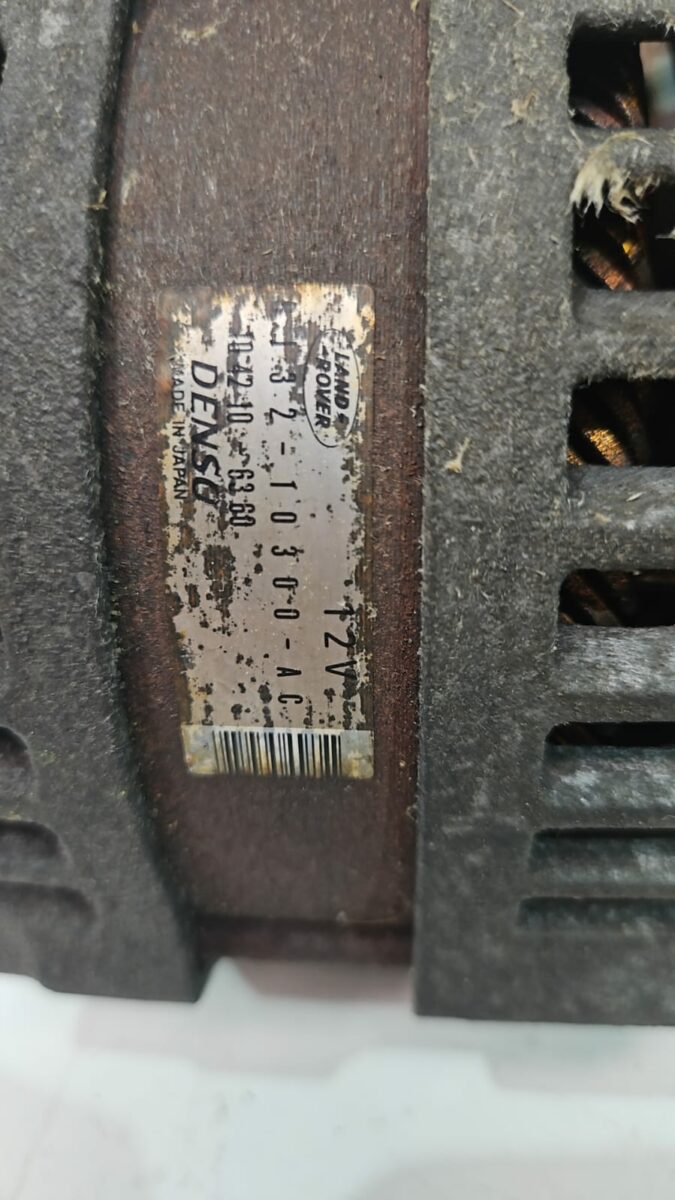 LAND
-ROVER
12V
J32-10300-AC
104210-6360
DENSO
MADE IN JAPAN